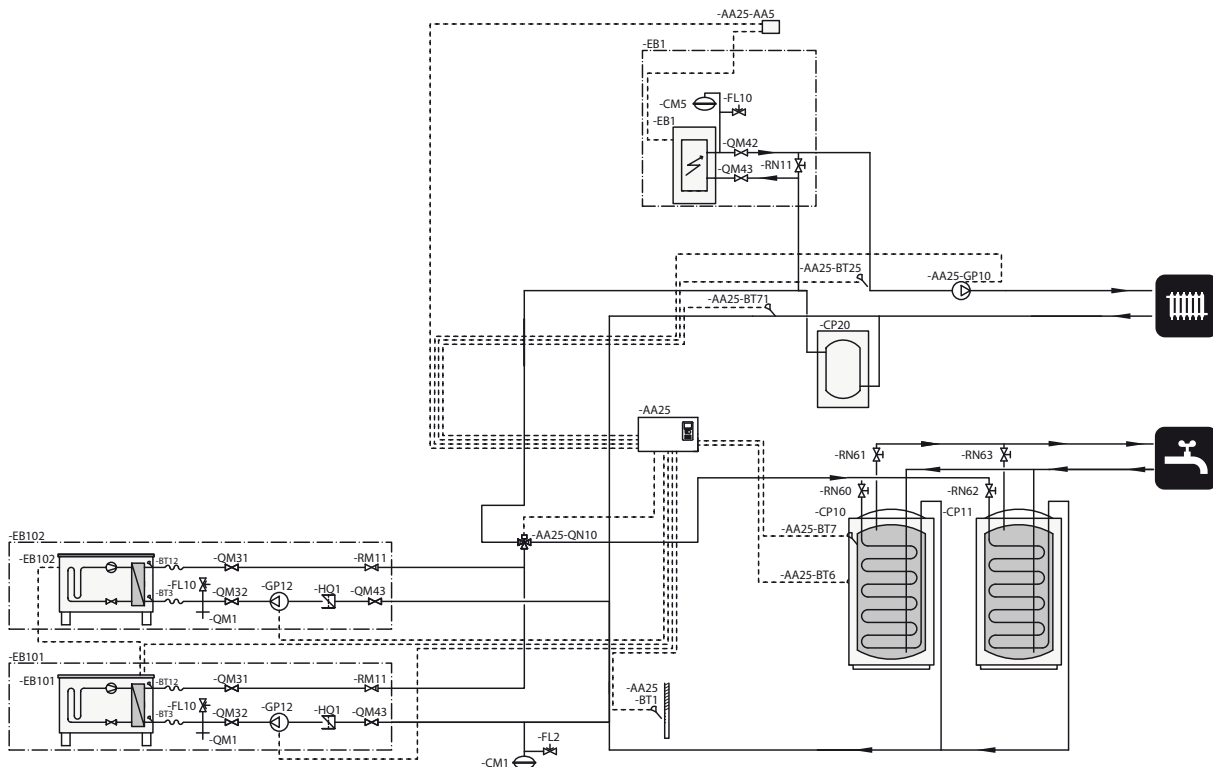 -AA25-AA5
-EB1
-CM5
-FL10
-EB1
-QM42
-QM43
-RN11
-AA25-BT25
-AA25-GP10
-AA25-BT71
-CP20
-AA25
-RN61
-RN63
-RN60
-RN62
-CP10
-CP11
-AA25-BT7
-AA25-QN10
-AA25-BT6
-EB102
-EB102
-BT12
-QM31
-RM11
-FL10
-BT3
-QM32
-GP12
-HQ1
-QM43
-QM1
-EB101
-EB101
-BT12
-QM31
-RM11
-FL10
-BT3
-QM32
-GP12
-HQ1
-QM43
-QM1
-AA25
-BT1
-FL2
-CM1